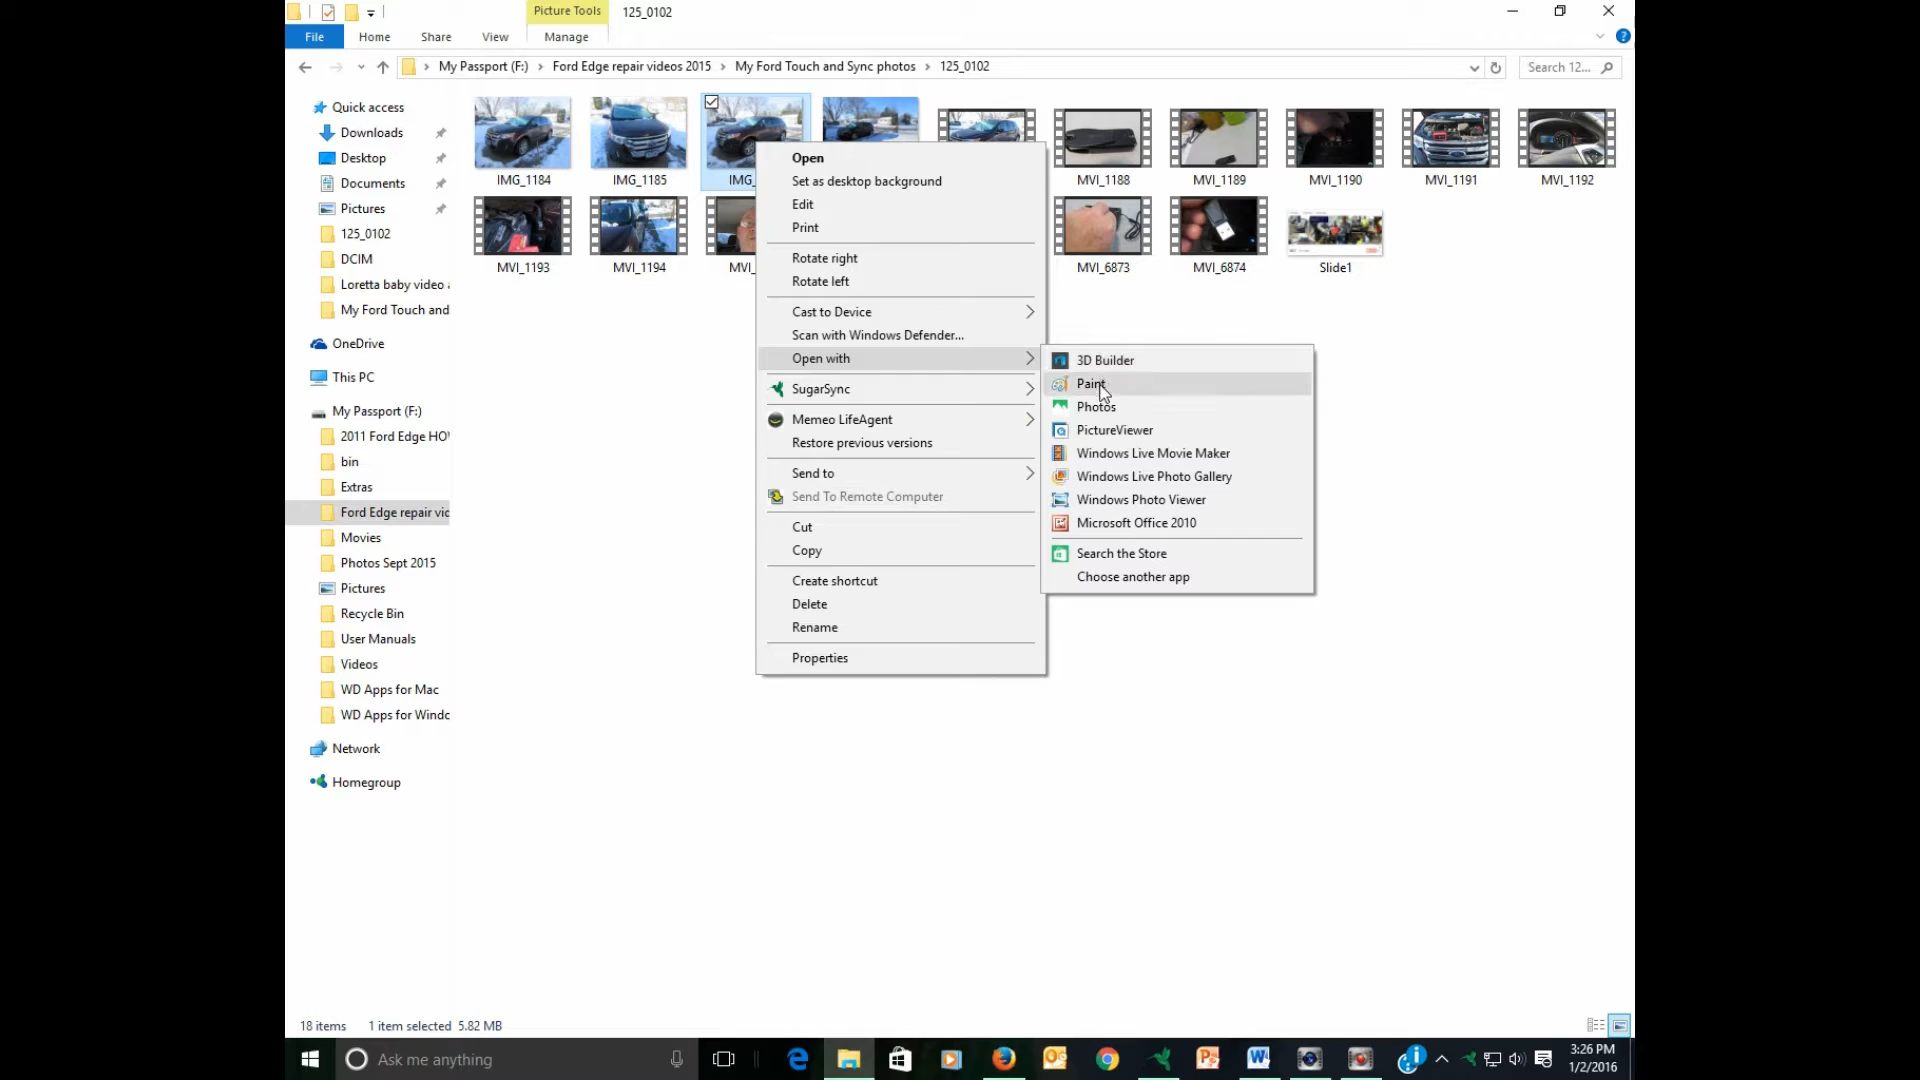 Picture Tools
125_0102
File
Home
Share
View
Manage
My Passport (F:) > Ford Edge repair videos 2015 > My Ford Touch and Sync photos > 125_0102
Search 12...
Quick access
Downloads
Desktop
Documents
Pictures
125_0102
DCIM
Loretta baby video
My Ford Touch and
OneDrive
This PC
My Passport (F:)
2011 Ford Edge HO
bin
Extras
Ford Edge repair vic
Movies
Photos Sept 2015
Pictures
Recycle Bin
User Manuals
Videos
WD Apps for Mac
WD Apps for Windc
Network
Homegroup
IMG_1184
IMG_1185
IMG_
MVI_1188
MVI_1189
MVI_1190
MVI_1191
MVI_1192
MVI_1193
MVI_1194
MVI_
MVI_6873
MVI_6874
Slide1
Open
Set as desktop background
Edit
Print
Rotate right
Rotate left
Cast to Device
Scan with Windows Defender...
Open with
SugarSync
Memeo LifeAgent
Restore previous versions
Send to
Send To Remote Computer
Cut
Copy
Create shortcut
Delete
Rename
Properties
3D Builder
Paint
Photos
PictureViewer
Windows Live Movie Maker
Windows Live Photo Gallery
Windows Photo Viewer
Microsoft Office 2010
Search the Store
Choose another app
18 items
1 item selected 5.82 MB
Ask me anything
3:26 PM
1/2/2016